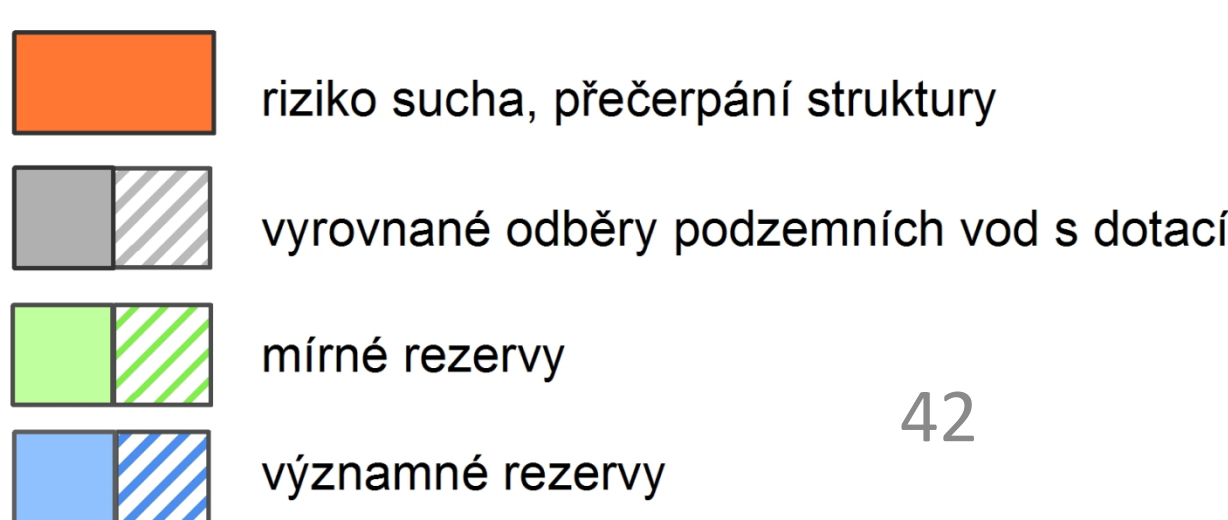 riziko sucha, přečerpání struktury
vyrovnané odběry podzemních vod s dotací
mírné rezervy
42
významné rezervy